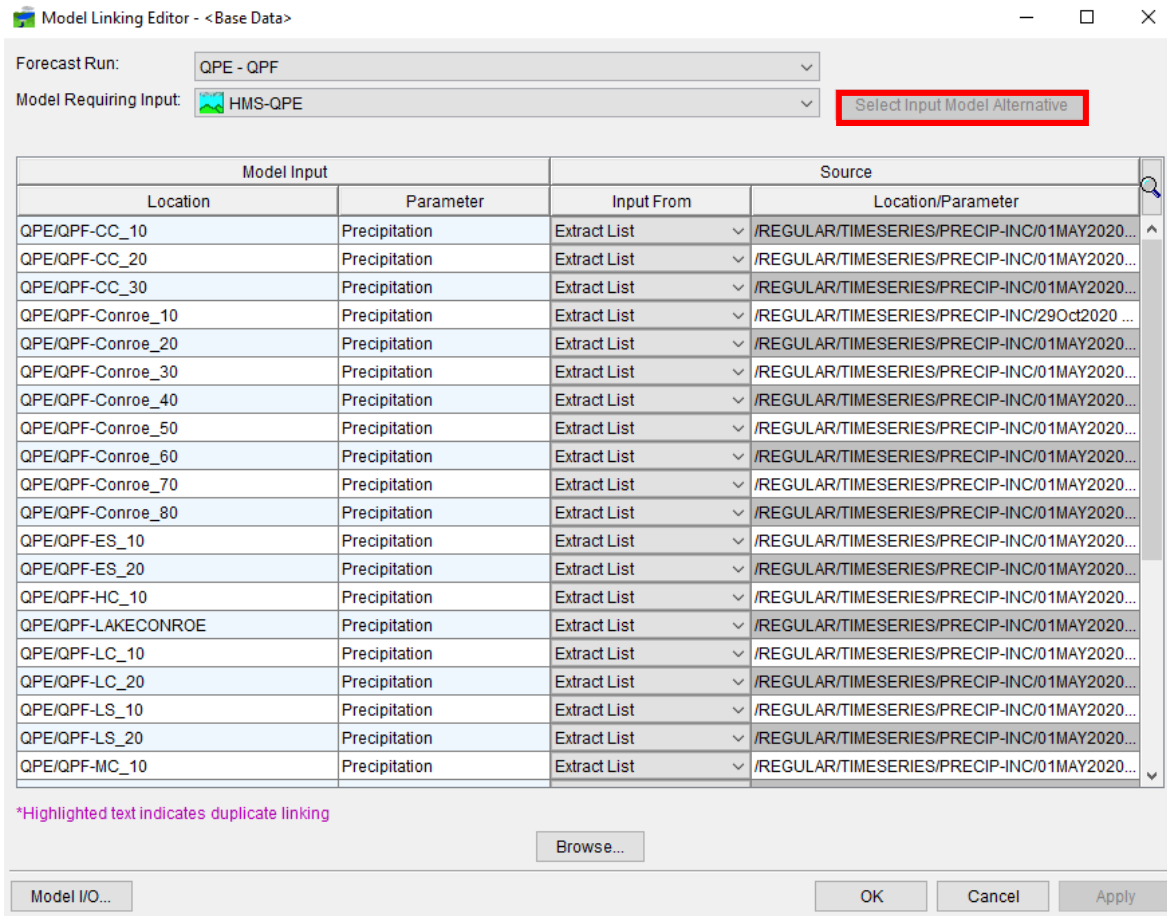 Model Linking Editor - <Base Data>
Forecast Run: QPE - QPF
Model Requiring Input: HMS-QPE Select Input Model Alternative
Model Input Source
Location Parameter Input From Location/Parameter
QPE/QPF-CC_10 Precipitation Extract List /REGULAR/TIMESERIES/PRECIP-INC/01MAY2020...
QPE/QPF-CC_20 Precipitation Extract List /REGULAR/TIMESERIES/PRECIP-INC/01MAY2020...
QPE/QPF-CC_30 Precipitation Extract List /REGULAR/TIMESERIES/PRECIP-INC/01MAY2020...
QPE/QPF-Conroe_10 Precipitation Extract List /REGULAR/TIMESERIES/PRECIP-INC/29Oct2020 ...
QPE/QPF-Conroe_20 Precipitation Extract List /REGULAR/TIMESERIES/PRECIP-INC/01MAY2020...
QPE/QPF-Conroe_30 Precipitation Extract List /REGULAR/TIMESERIES/PRECIP-INC/01MAY2020...
QPE/QPF-Conroe_40 Precipitation Extract List /REGULAR/TIMESERIES/PRECIP-INC/01MAY2020...
QPE/QPF-Conroe_50 Precipitation Extract List /REGULAR/TIMESERIES/PRECIP-INC/01MAY2020...
QPE/QPF-Conroe_60 Precipitation Extract List /REGULAR/TIMESERIES/PRECIP-INC/01MAY2020...
QPE/QPF-Conroe_70 Precipitation Extract List /REGULAR/TIMESERIES/PRECIP-INC/01MAY2020...
QPE/QPF-Conroe_80 Precipitation Extract List /REGULAR/TIMESERIES/PRECIP-INC/01MAY2020...
QPE/QPF-ES_10 Precipitation Extract List /REGULAR/TIMESERIES/PRECIP-INC/01MAY2020...
QPE/QPF-ES_20 Precipitation Extract List /REGULAR/TIMESERIES/PRECIP-INC/01MAY2020...
QPE/QPF-HC_10 Precipitation Extract List /REGULAR/TIMESERIES/PRECIP-INC/01MAY2020...
QPE/QPF-LAKECONROE Precipitation Extract List /REGULAR/TIMESERIES/PRECIP-INC/01MAY2020...
QPE/QPF-LC_10 Precipitation Extract List /REGULAR/TIMESERIES/PRECIP-INC/01MAY2020...
QPE/QPF-LC_20 Precipitation Extract List /REGULAR/TIMESERIES/PRECIP-INC/01MAY2020...
QPE/QPF-LS_10 Precipitation Extract List /REGULAR/TIMESERIES/PRECIP-INC/01MAY2020...
QPE/QPF-LS_20 Precipitation Extract List /REGULAR/TIMESERIES/PRECIP-INC/01MAY2020...
QPE/QPF-MC_10 Precipitation Extract List /REGULAR/TIMESERIES/PRECIP-INC/01MAY2020...
*Highlighted text indicates duplicate linking
Browse...
Model I/O... OK Cancel Apply